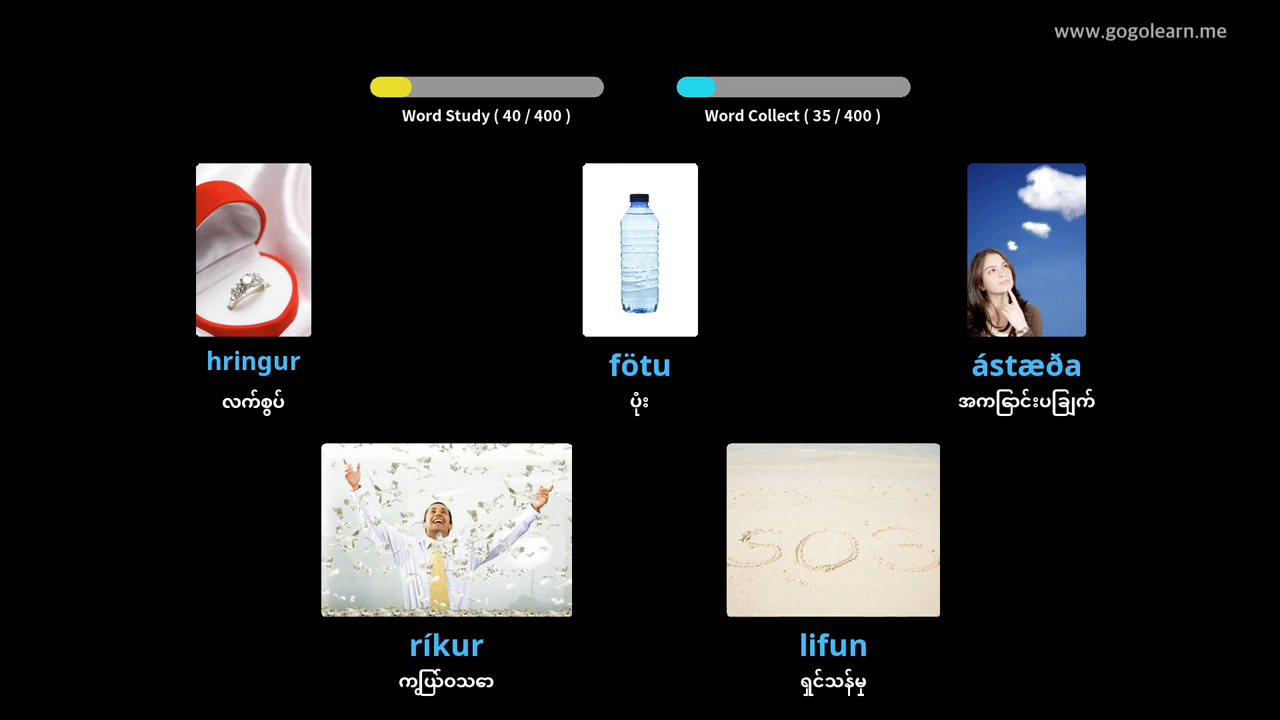 www.gogolearn.me
Word Study ( 40 / 400 )
Word Collect ( 35 / 400 )
hringur
fötu
ástæða
လက်စွပ်
ပုံး
အကြောင်းပြချက်
ríkur
lifun
ကြွယ်ဝသော
ရှင်သန်မှု
SOS